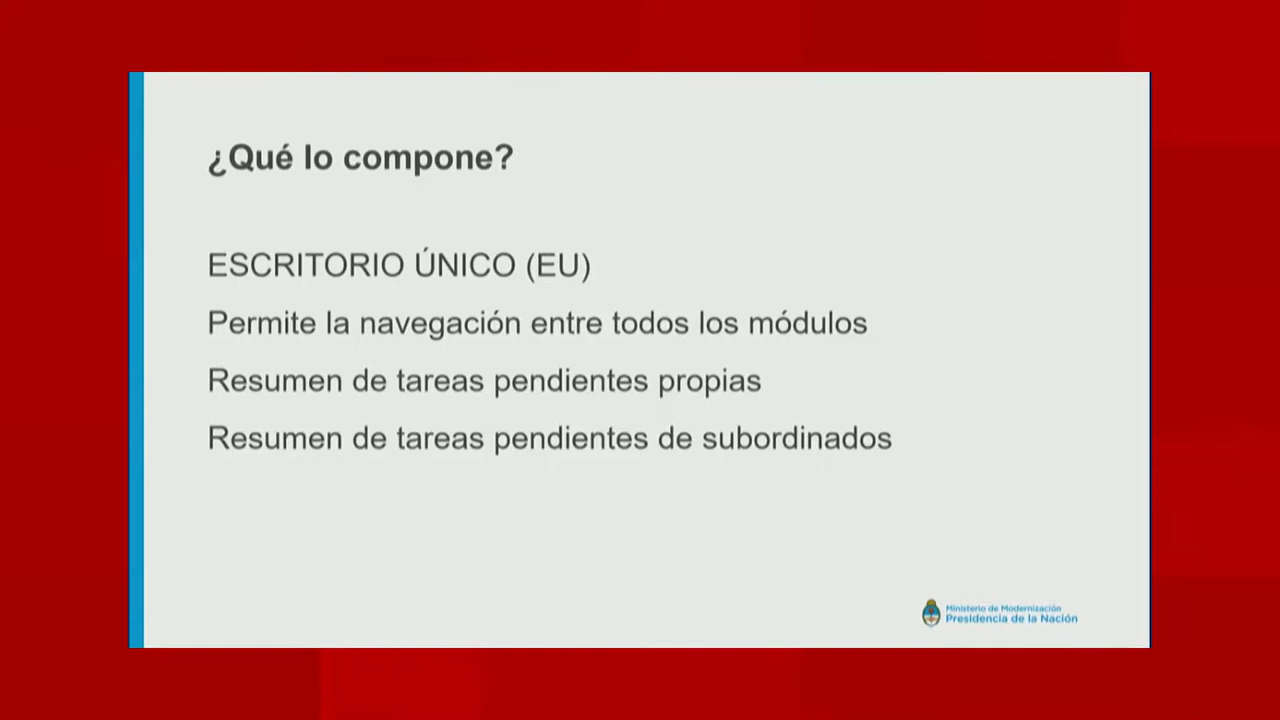 ¿Qué lo compone?
ESCRITORIO ÚNICO (EU)
Permite la navegación entre todos los módulos
Resumen de tareas pendientes propias
Resumen de tareas pendientes de subordinados
Ministerio de Modernización
Presidencia de la Nación